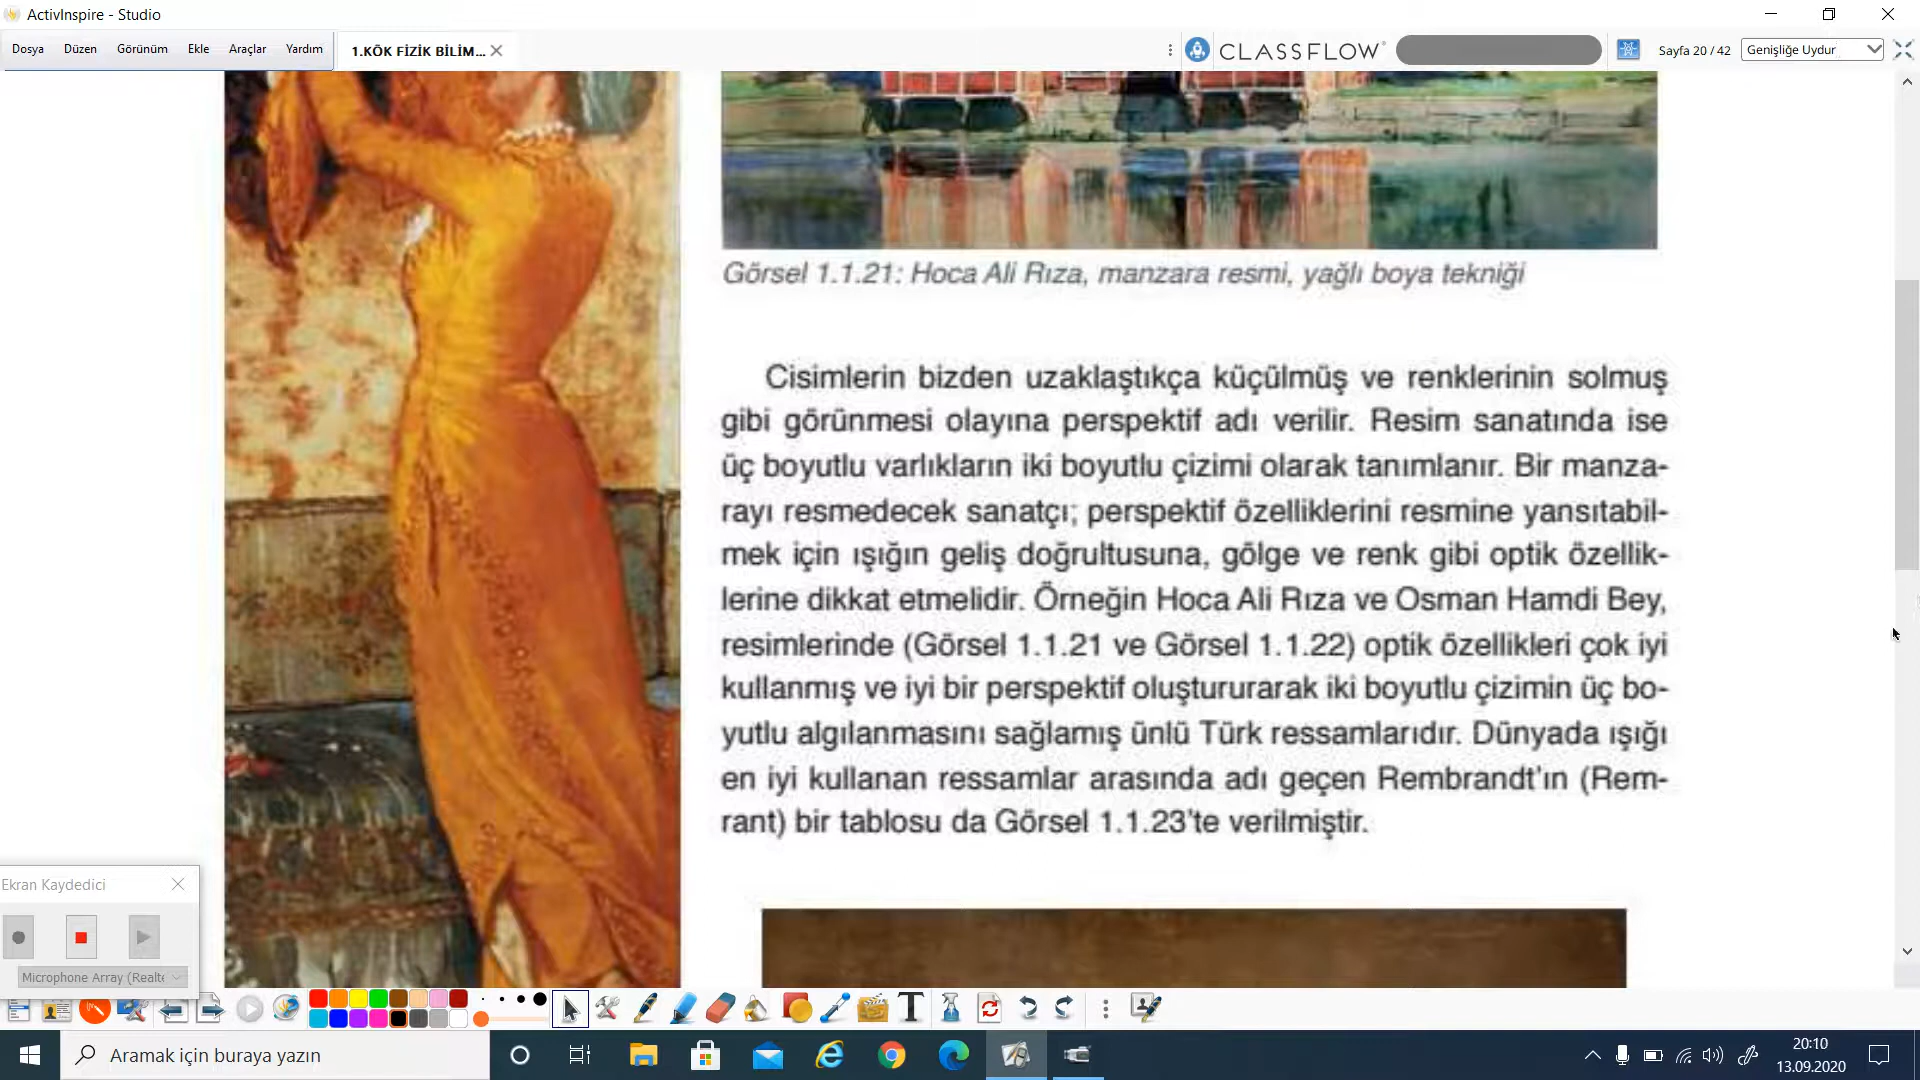 ActivInspire - Studio
Dosya Düzen Görünüm Ekle Araçlar Yardım
1.KÖK FİZİK BİLİM...
CLASSFLOW
Sayfa 20 / 42
Genişliğe Uydur
Görsel 1.1.21: Hoca Ali Rıza, manzara resmi, yağlı boya tekniği
Cisimlerin bizden uzaklaştıkça küçülmüş ve renklerinin solmuş
gibi görünmesi olayına perspektif adı verilir. Resim sanatında ise
üç boyutlu varlıkların iki boyutlu çizimi olarak tanımlanır. Bir manza-
rayı resmedecek sanatçı; perspektif özelliklerini resmine yansıtabil-
mek için ışığın geliş doğrultusuna, gölge ve renk gibi optik özellik-
lerine dikkat etmelidir. Örneğin Hoca Ali Rıza ve Osman Hamdi Bey,
resimlerinde (Görsel 1.1.21 ve Görsel 1.1.22) optik özellikleri çok iyi
kullanmış ve iyi bir perspektif oluştururarak iki boyutlu çizimin üç bo-
yutlu algılanmasını sağlamış ünlü Türk ressamlarıdır. Dünyada ışığı
en iyi kullanan ressamlar arasında adı geçen Rembrandt'ın (Rem-
rant) bir tablosu da Görsel 1.1.23'te verilmiştir.
Ekran Kaydedici
Microphone Array (Realte
Aramak için buraya yazın
20:10
13.09.2020